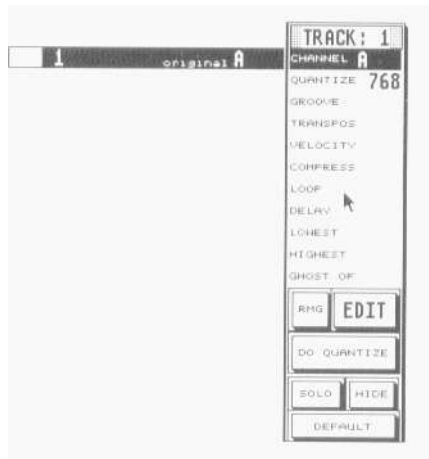 1 original A
TRACK: 1
CHANNEL A
QUANTIZE 768
GROOVE
TRANSPOS
VELOCITY
COMPRESS
LOOP
DELAY
LOWEST
HIGHEST
GHOST OF
RMG EDIT
DO QUANTIZE
SOLO HIDE
DEFAULT